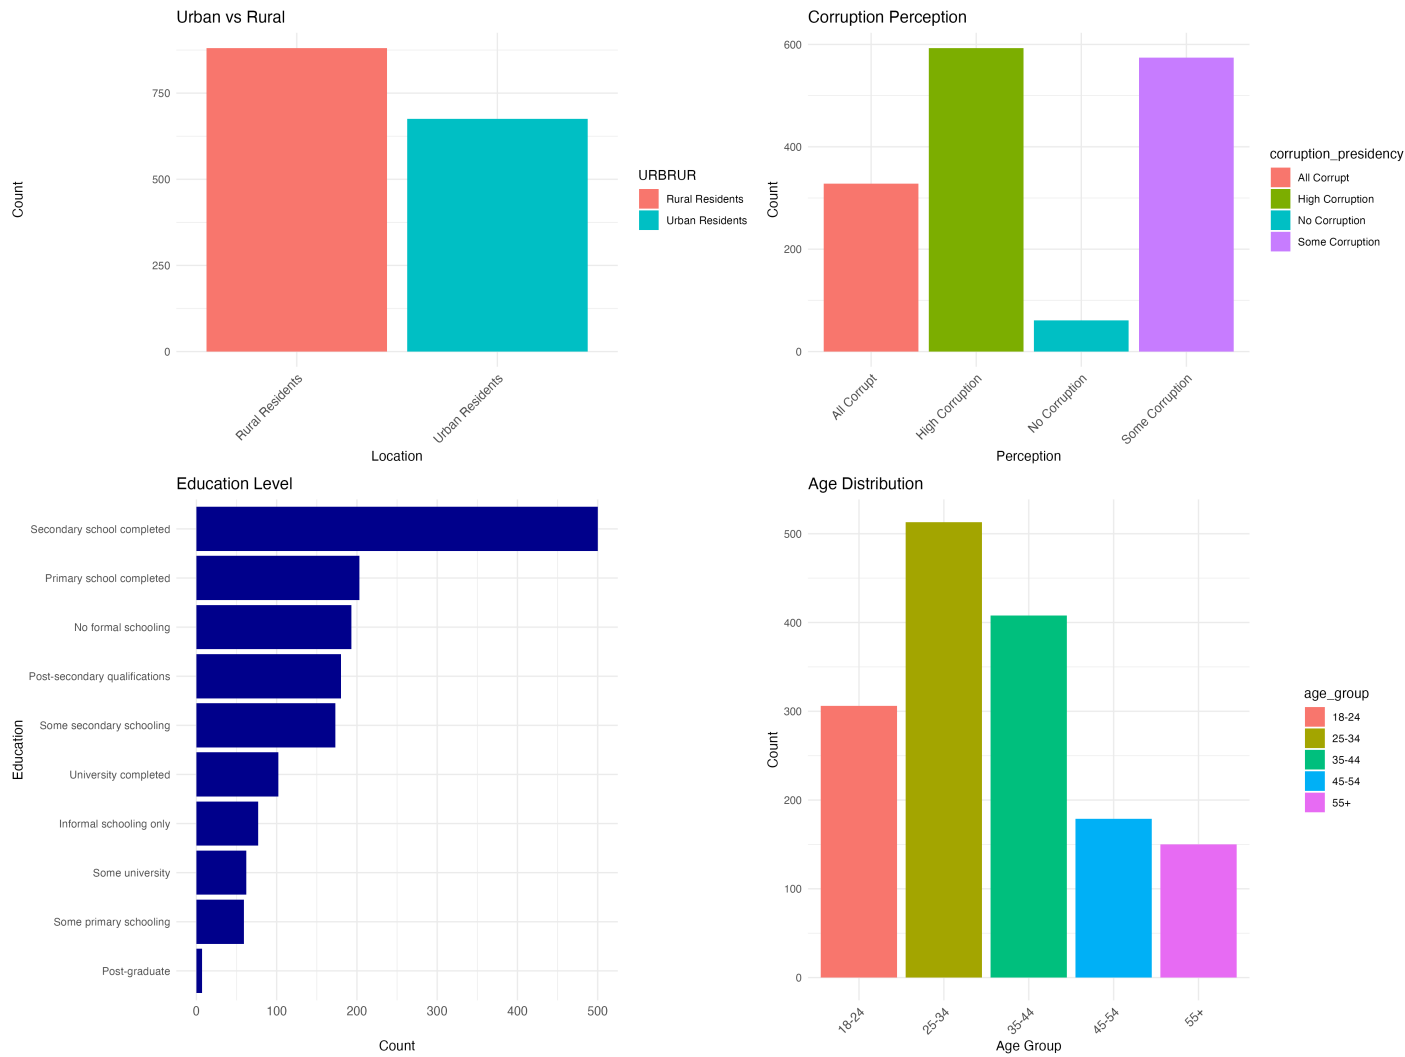 Urban vs Rural
Count
750
500
250
0
Rural Residents
Urban Residents
Location
URBRUR
Rural Residents
Urban Residents
Corruption Perception
Count
600
400
200
0
All Corrupt
High Corruption
No Corruption
Some Corruption
Perception
corruption_presidency
All Corrupt
High Corruption
No Corruption
Some Corruption
Education Level
Education
Secondary school completed
Primary school completed
No formal schooling
Post-secondary qualifications
Some secondary schooling
University completed
Informal schooling only
Some university
Some primary schooling
Post-graduate
0 100 200 300 400 500
Count
Age Distribution
Count
500
400
300
200
100
0
18-24
25-34
35-44
45-54
55+
Age Group
age_group
18-24
25-34
35-44
45-54
55+